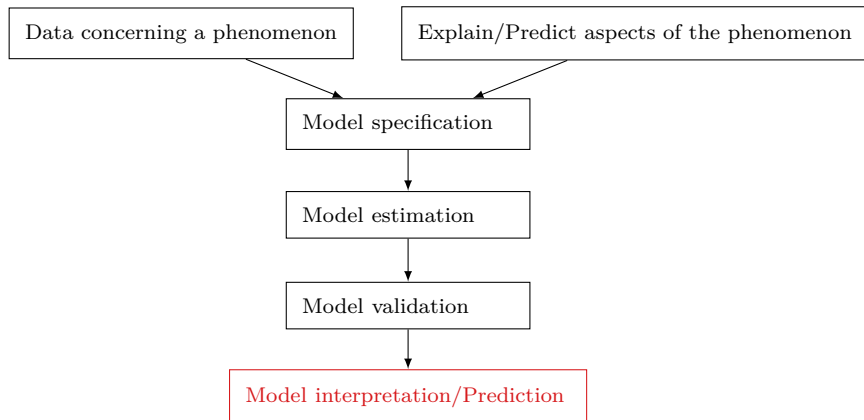 Data concerning a phenomenon
Explain/Predict aspects of the phenomenon
Model specification
Model estimation
Model validation
Model interpretation/Prediction